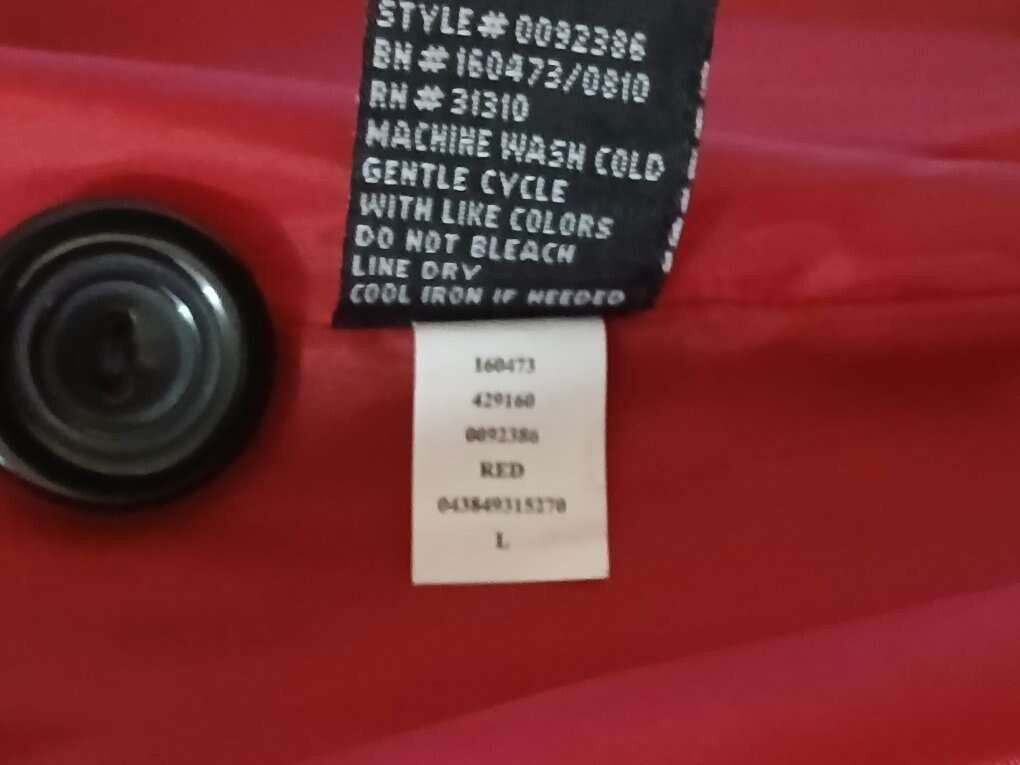 STYLE# 0092386
BN# 160473/0810
RN# 31310
MACHINE WASH COLD
GENTLE CYCLE
WITH LIKE COLORS
DO NOT BLEACH
LINE DRY
COOL IRON IF NEEDED
160473
429160
0092386
RED
043849315270
L